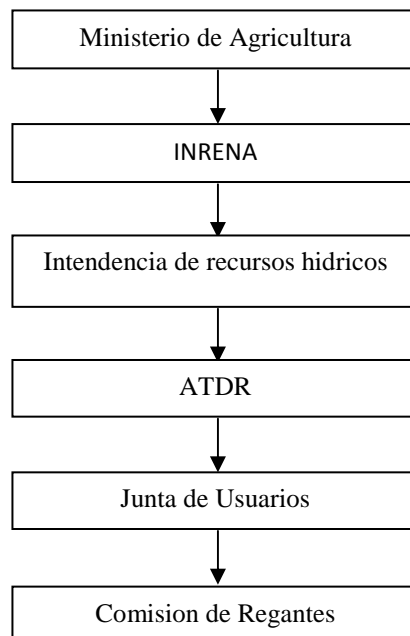 Ministerio de Agricultura
INRENA
Intendencia de recursos hidricos
ATDR
Junta de Usuarios
Comision de Regantes